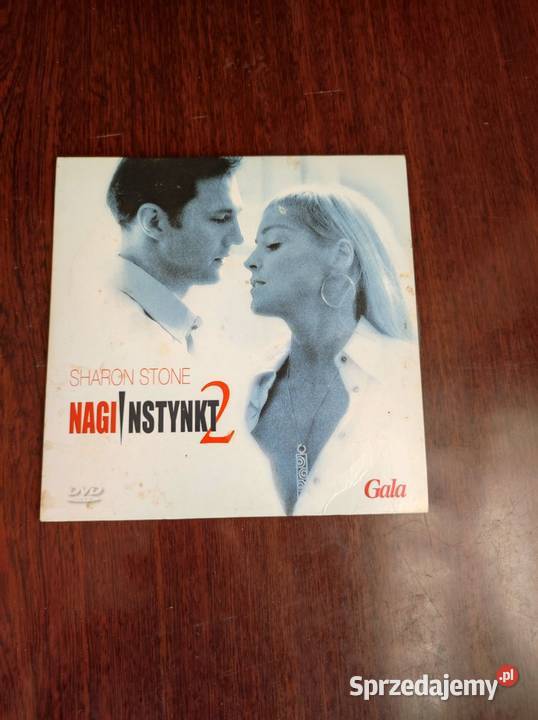 SHARON STONE
NAGI INSTYNKT 2
DVD
Gala
Sprzedajemy.pl